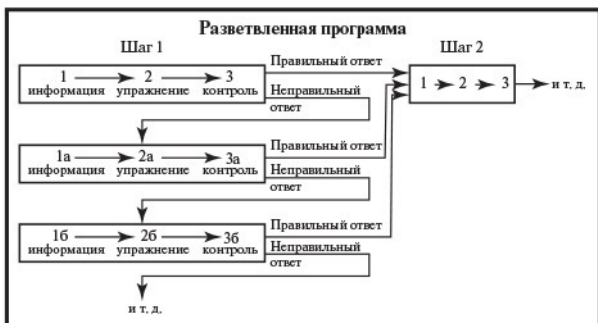 Разветвленная программа
Шаг 1
Шаг 2
1 2 3
информация упражнение контроль
Правильный ответ
Неправильный
ответ
1 2 3
и т. д.
1а 2а 3а
информация упражнение контроль
Правильный ответ
Неправильный
ответ
1б 2б 3б
информация упражнение контроль
Правильный ответ
Неправильный
ответ
и т. д.